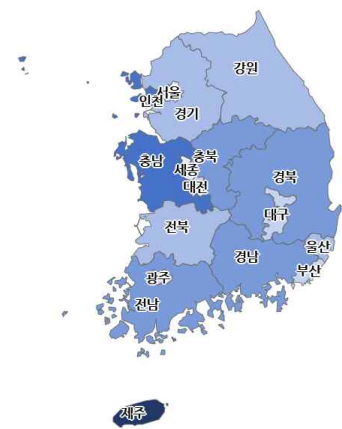 강원
서울
인천
경기
충남
충북
세종
대전
경북
대구
전북
경남
울산
부산
광주
전남
제주